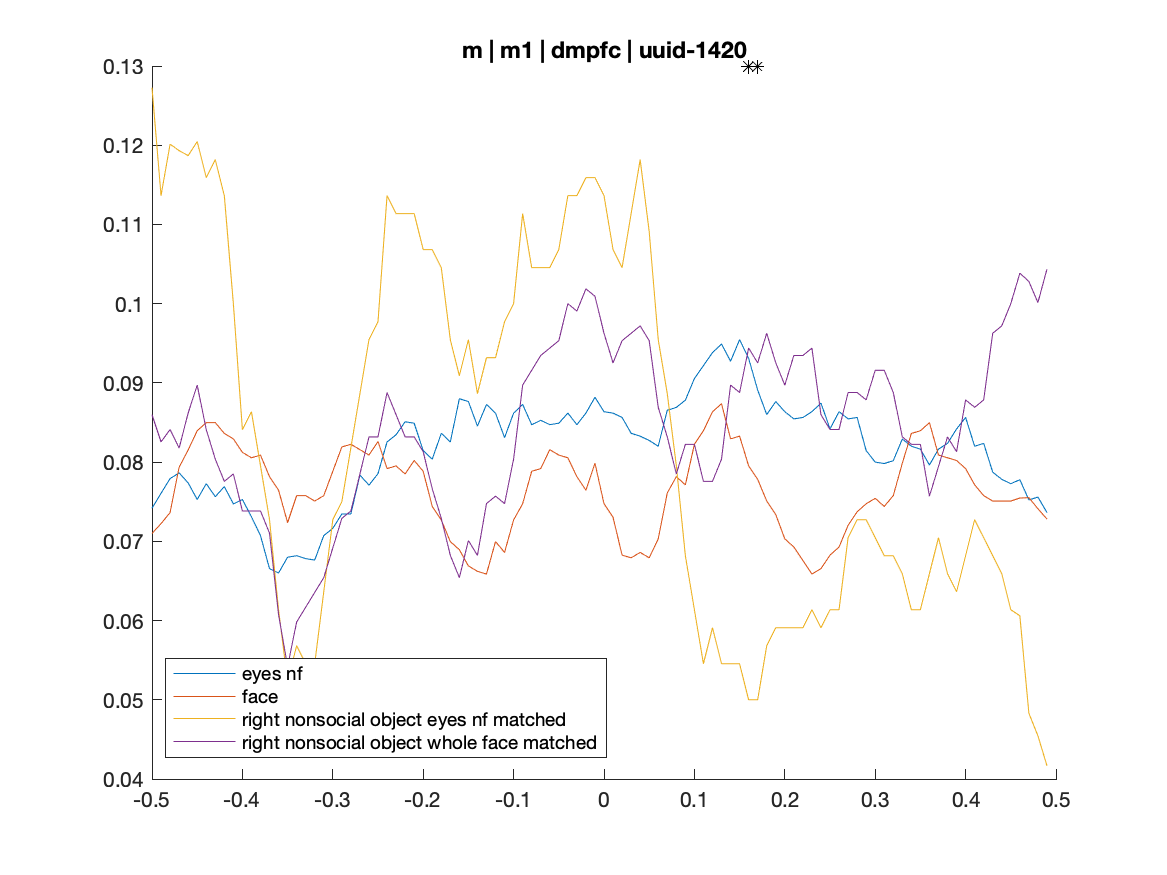 m | m1 | dmpfc | uuid-1420
**
0.13
0.12
0.11
0.1
0.09
0.08
0.07
0.06
0.05
0.04
eyes nf
face
right nonsocial object eyes nf matched
right nonsocial object whole face matched
-0.5 -0.4 -0.3 -0.2 -0.1 0 0.1 0.2 0.3 0.4 0.5